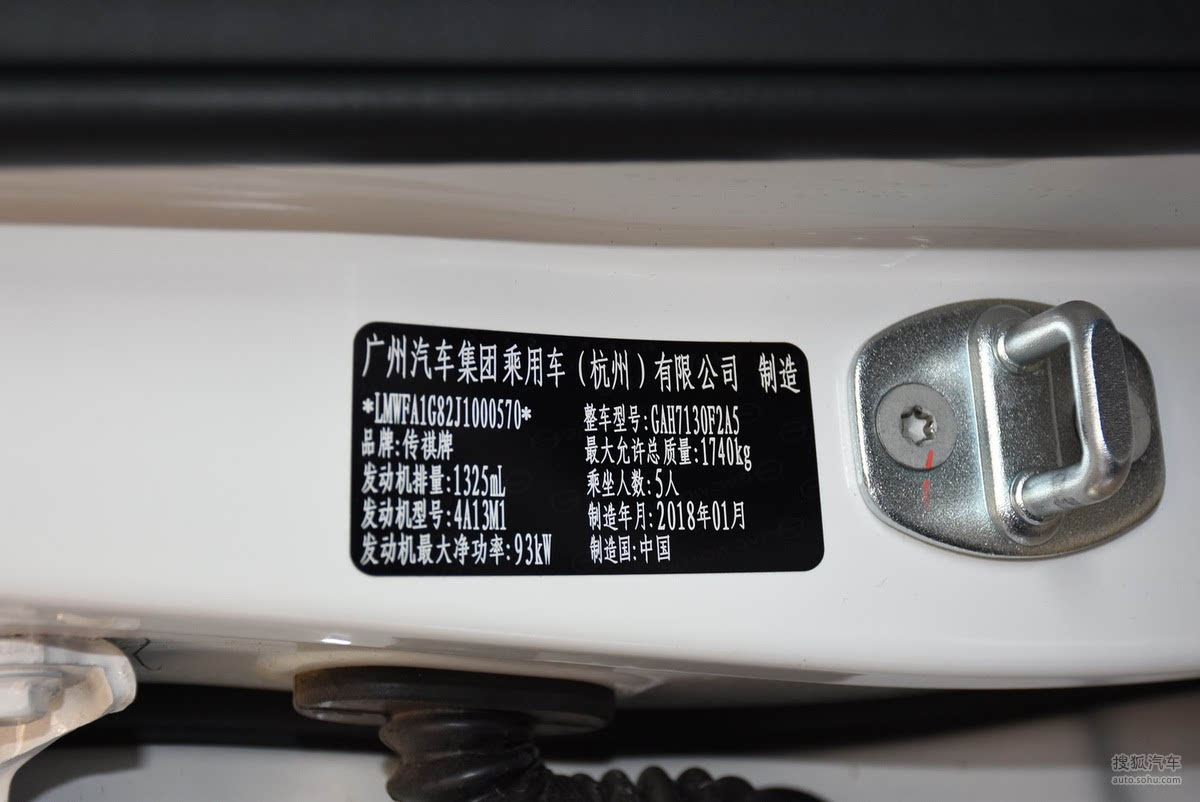 广州汽车集团乘用车（杭州）有限公司 制造
*LMWFA1G82J1000570* 整车型号:GAH7130F2A5
品牌:传祺牌 最大允许总质量:1740kg
发动机排量:1325mL 乘坐人数:5人
发动机型号:4A13M1 制造年月:2018年01月
发动机最大净功率:93kW 制造国:中国
搜狐汽车
auto.sohu.com